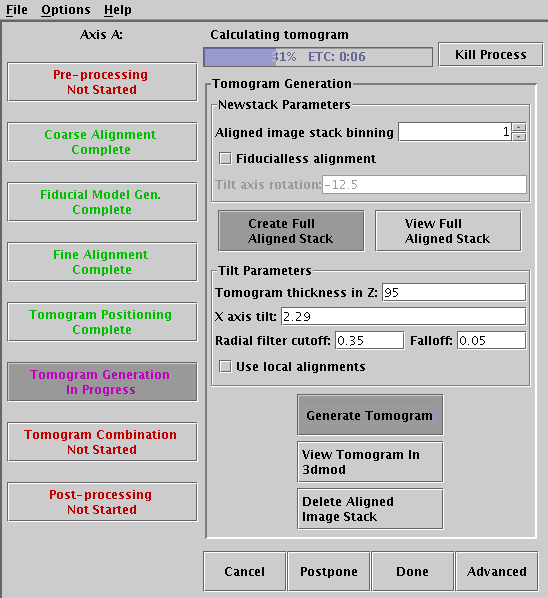 File Options Help
Axis A:
Pre-processing
Not Started
Coarse Alignment
Complete
Fiducial Model Gen.
Complete
Fine Alignment
Complete
Tomogram Positioning
Complete
Tomogram Generation
In Progress
Tomogram Combination
Not Started
Post-processing
Not Started
Calculating tomogram
31% ETC: 0:06
Kill Process
Tomogram Generation
Newstack Parameters
Aligned image stack binning 1
Fiducialless alignment
Tilt axis rotation: -12.5
Create Full
Aligned Stack
View Full
Aligned Stack
Tilt Parameters
Tomogram thickness in Z: 95
X axis tilt: 2.29
Radial filter cutoff: 0.35 Falloff: 0.05
Use local alignments
Generate Tomogram
View Tomogram In
3dmod
Delete Aligned
Image Stack
Cancel Postpone Done Advanced